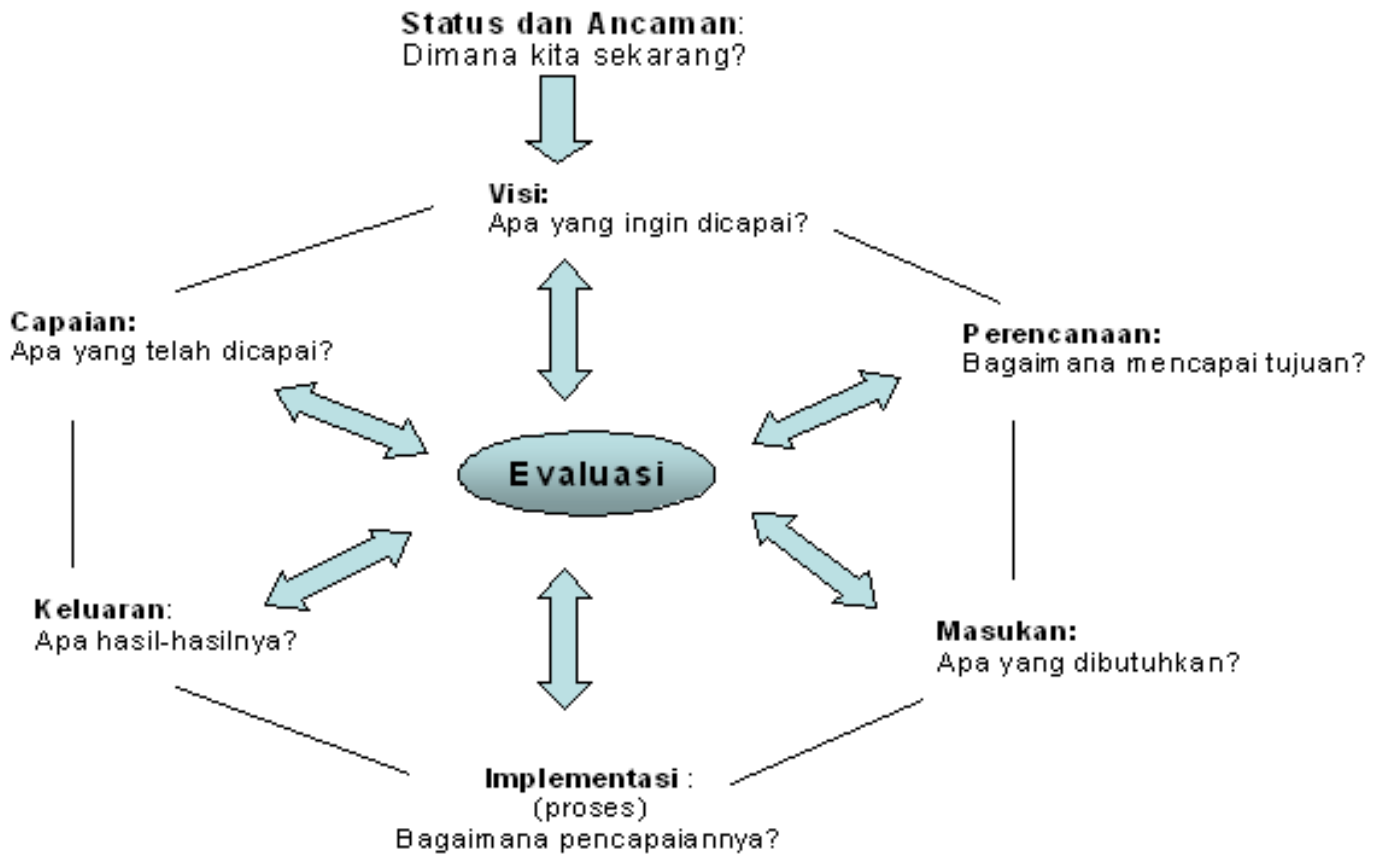 Status dan Ancaman:
Dimana kita sekarang?
Visi:
Apa yang ingin dicapai?
Capaian:
Apa yang telah dicapai?
Perencanaan:
Bagaimana mencapai tujuan?
Evaluasi
Keluaran:
Apa hasil-hasilnya?
Masukan:
Apa yang dibutuhkan?
Implementasi :
(proses)
Bagaimana pencapaiannya?